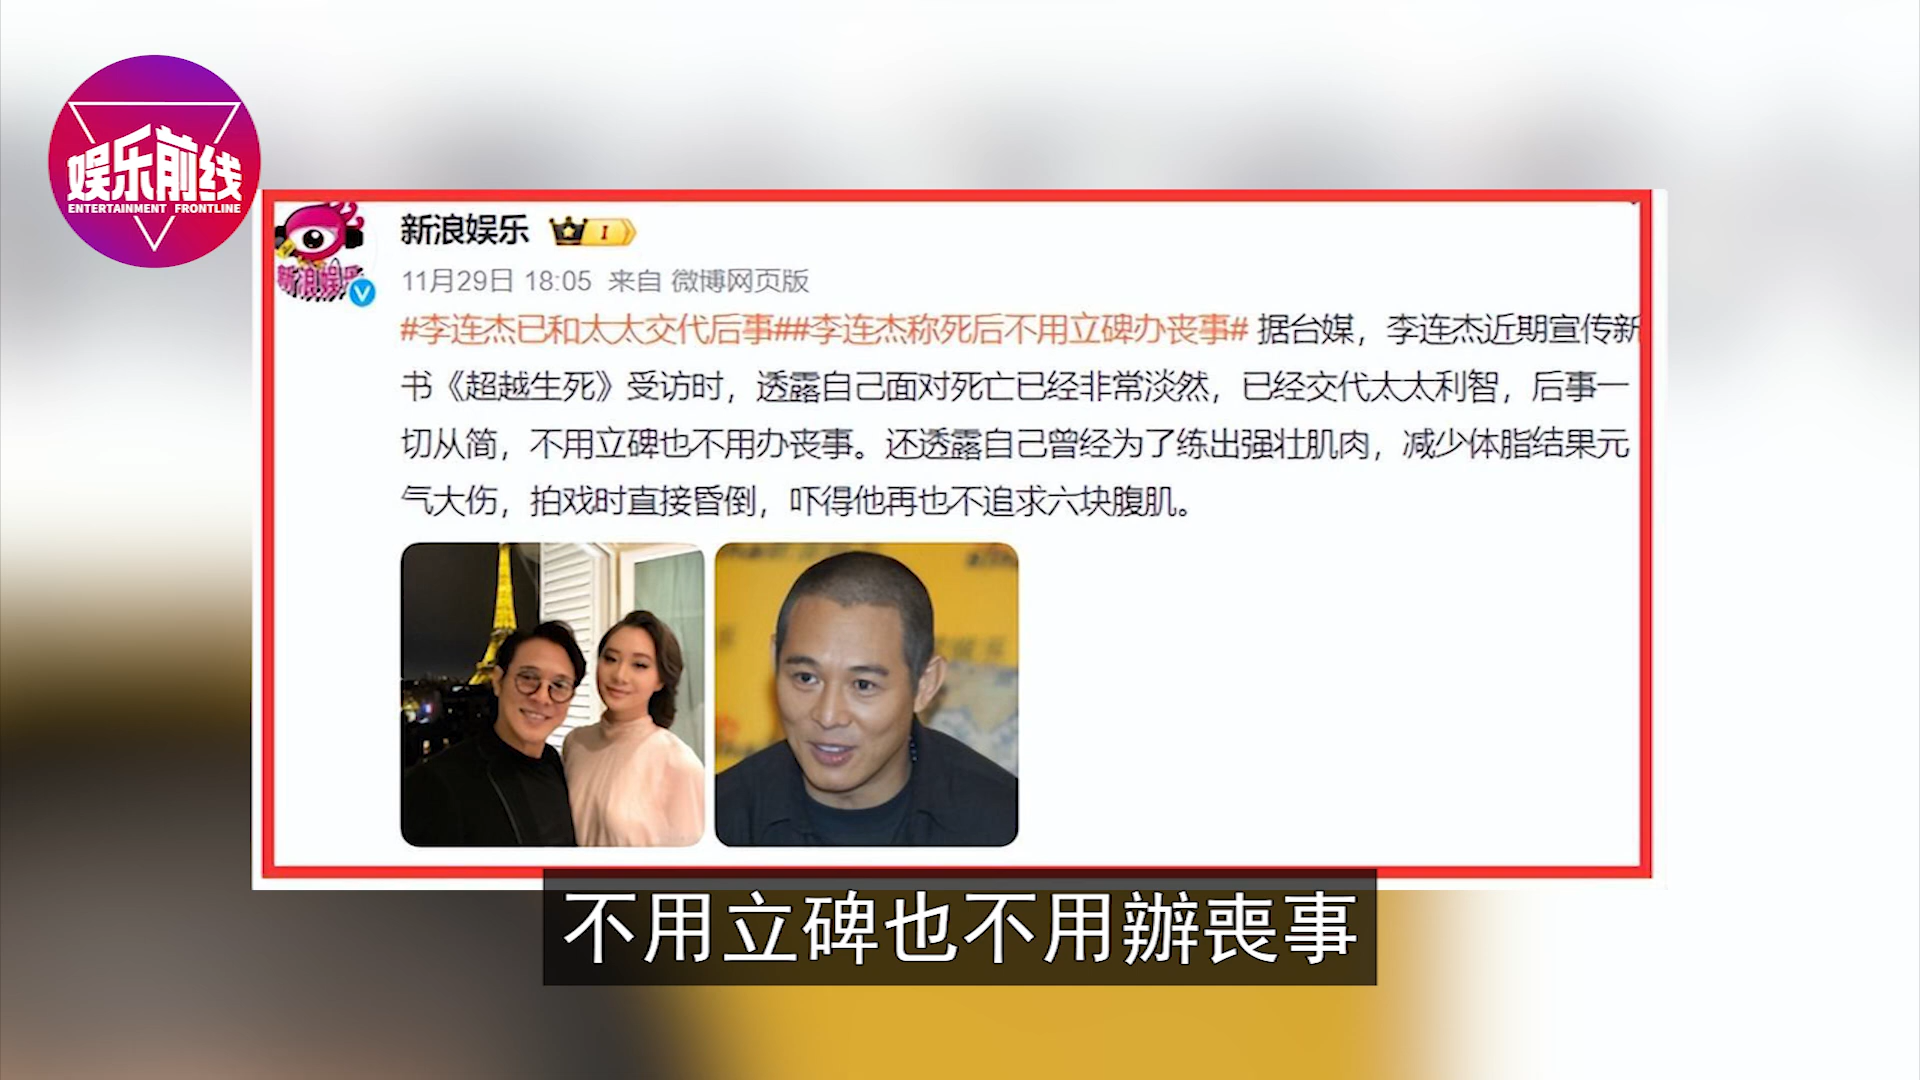 娱乐前线
ENTERTAINMENT FRONTLINE
新浪娱乐
新浪娱乐 I
11月29日 18:05 来自 微博网页版
#李连杰已和太太交代后事##李连杰称死后不用立碑办丧事# 据台媒，李连杰近期宣传新
书《超越生死》受访时，透露自己面对死亡已经非常淡然，已经交代太太利智，后事一
切从简，不用立碑也不用办丧事。还透露自己曾经为了练出强壮肌肉，减少体脂结果元
气大伤，拍戏时直接昏倒，吓得他再也不追求六块腹肌。
不用立碑也不用辦喪事